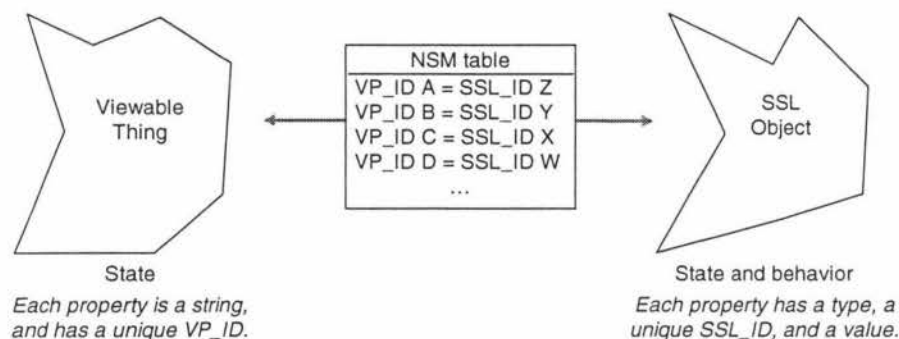 Viewable
Thing
State
Each property is a string,
and has a unique VP_ID.
NSM table
VP_ID A = SSL_ID Z
VP_ID B = SSL_ID Y
VP_ID C = SSL_ID X
VP_ID D = SSL_ID W
...
SSL
Object
State and behavior
Each property has a type, a
unique SSL_ID, and a value.